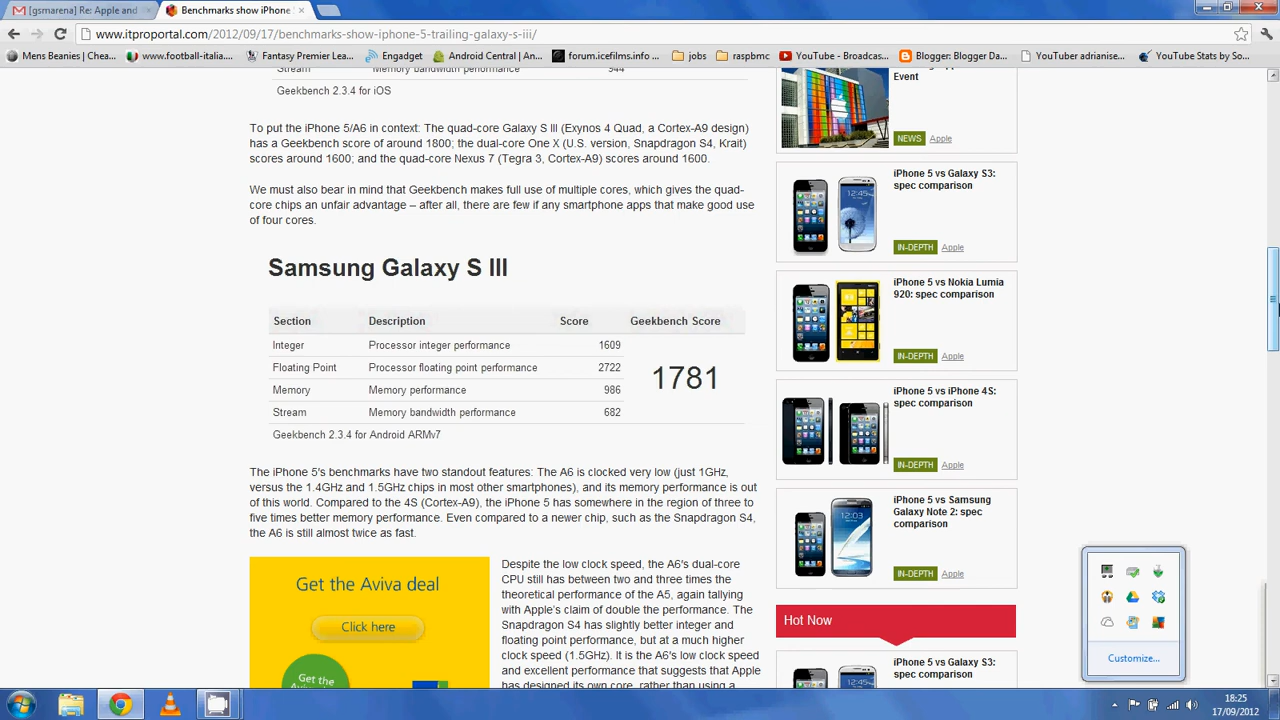 [gsmarena] Re: Apple and
Benchmarks show iPhone
www.itproportal.com/2012/09/17/benchmarks-show-iphone-5-trailing-galaxy-s-iii/
Mens Beanies | Chea...
www.football-italia....
Fantasy Premier Lea...
Engadget
Android Central | An...
forum.icefilms.info ...
jobs
raspbmc
YouTube - Broadcas...
Blogger: Blogger Da...
YouTuber adrianise...
YouTube Stats by So...
Stream Memory bandwidth performance 944
Geekbench 2.3.4 for iOS
To put the iPhone 5/A6 in context: The quad-core Galaxy S III (Exynos 4 Quad, a Cortex-A9 design)
has a Geekbench score of around 1800; the dual-core One X (U.S. version, Snapdragon S4, Krait)
scores around 1600; and the quad-core Nexus 7 (Tegra 3, Cortex-A9) scores around 1600.
We must also bear in mind that Geekbench makes full use of multiple cores, which gives the quad-
core chips an unfair advantage – after all, there are few if any smartphone apps that make good use
of four cores.
Samsung Galaxy S III
Section Description Score Geekbench Score
Integer Processor integer performance 1609
Floating Point Processor floating point performance 2722
1781
Memory Memory performance 986
Stream Memory bandwidth performance 682
Geekbench 2.3.4 for Android ARMv7
The iPhone 5's benchmarks have two standout features: The A6 is clocked very low (just 1GHz,
versus the 1.4GHz and 1.5GHz chips in most other smartphones), and its memory performance is out
of this world. Compared to the 4S (Cortex-A9), the iPhone 5 has somewhere in the region of three to
five times better memory performance. Even compared to a newer chip, such as the Snapdragon S4,
the A6 is still almost twice as fast.
Get the Aviva deal
Click here
Get the
Despite the low clock speed, the A6's dual-core
CPU still has between two and three times the
theoretical performance of the A5, again tallying
with Apple's claim of double the performance. The
Snapdragon S4 has slightly better integer and
floating point performance, but at a much higher
clock speed (1.5GHz). It is the A6's low clock speed
and excellent performance that suggests that Apple
has designed its own core, rather than using a
Event
NEWS Apple
iPhone 5 vs Galaxy S3:
spec comparison
IN-DEPTH Apple
iPhone 5 vs Nokia Lumia
920: spec comparison
IN-DEPTH Apple
iPhone 5 vs iPhone 4S:
spec comparison
IN-DEPTH Apple
iPhone 5 vs Samsung
Galaxy Note 2: spec
comparison
IN-DEPTH Apple
Hot Now
iPhone 5 vs Galaxy S3:
spec comparison
Customize...
18:25
17/09/2012